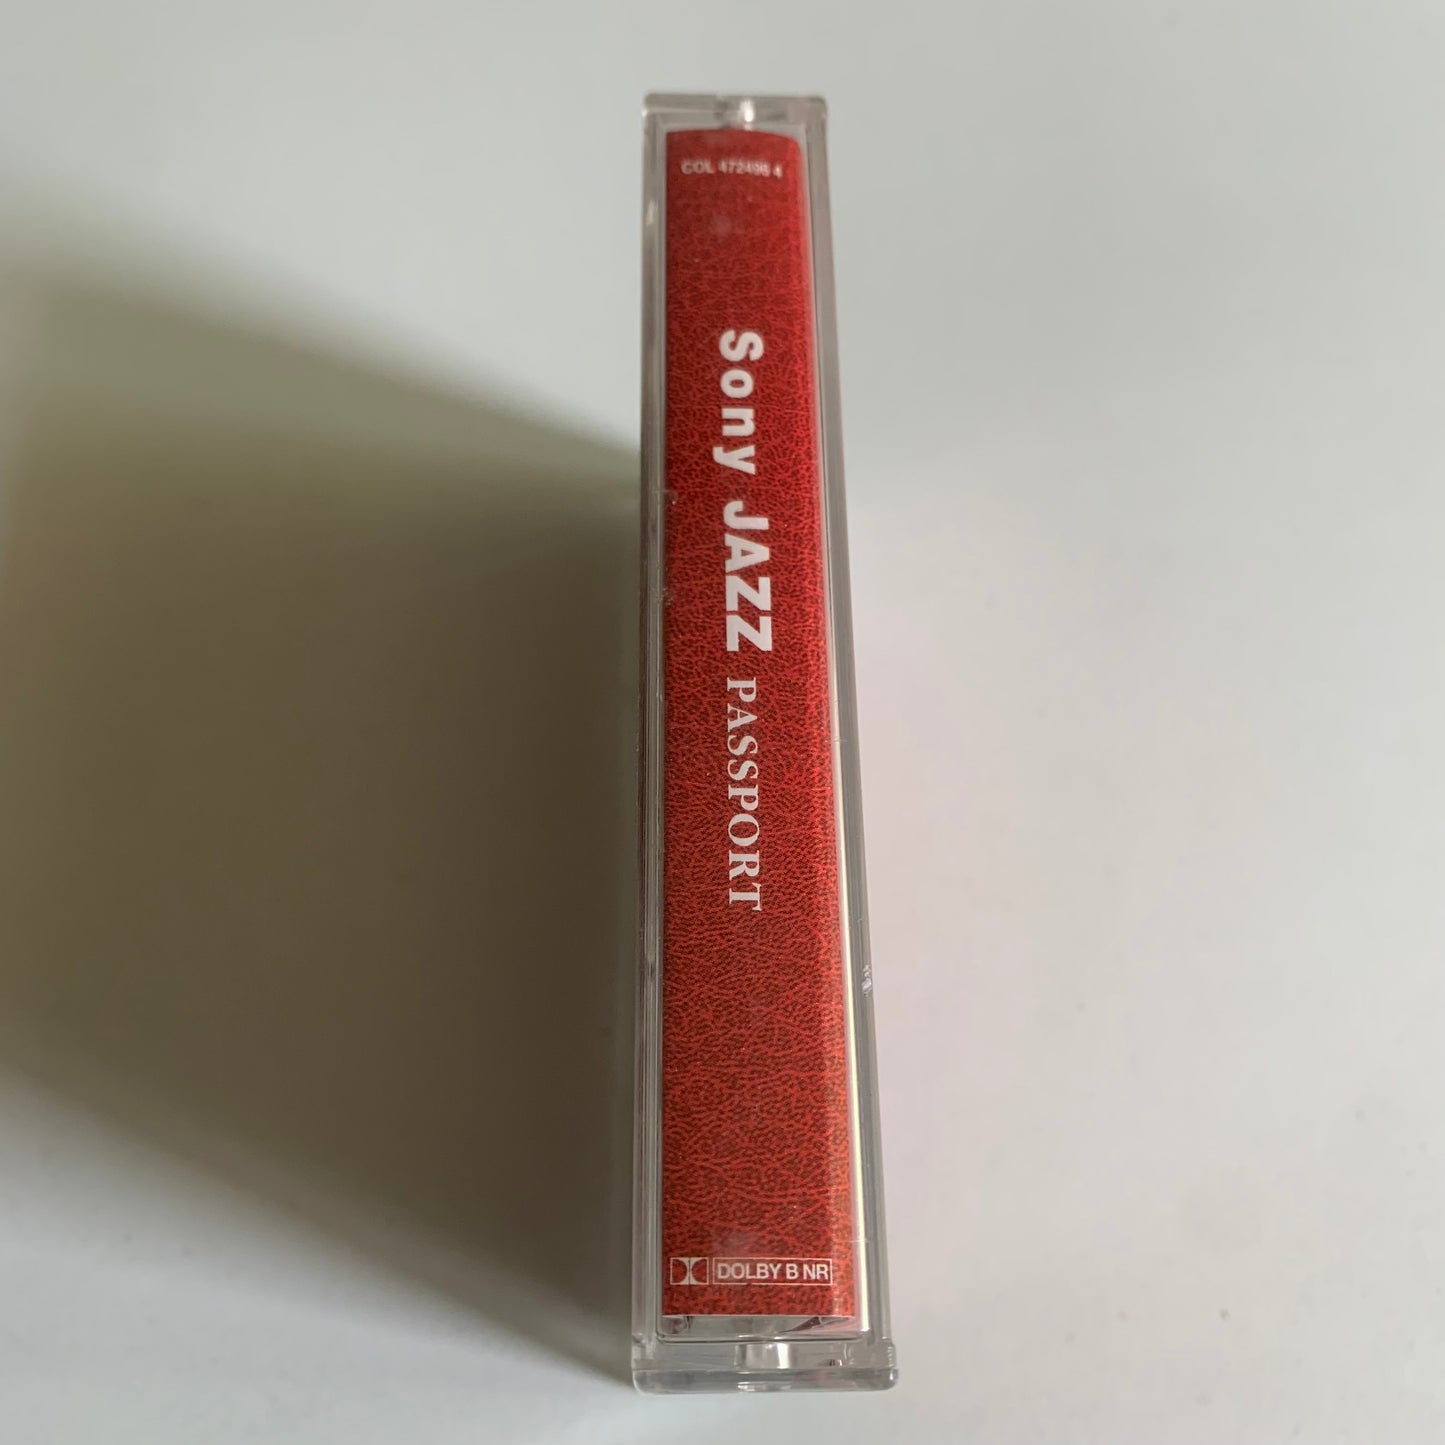 COL 472498 4
Sony JAZZ PASSPORT
DOLBY B NR